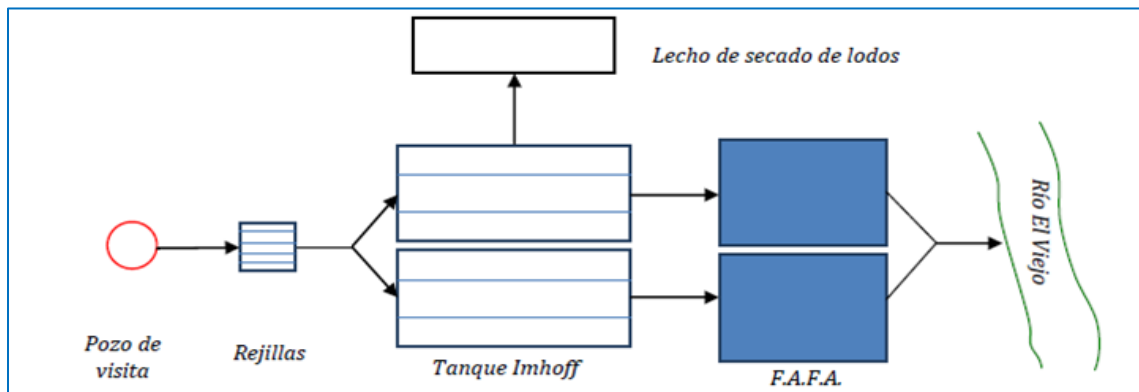 Lecho de secado de lodos
Río El Viejo
Pozo de
visita
Rejillas
Tanque Imhoff
F.A.F.A.